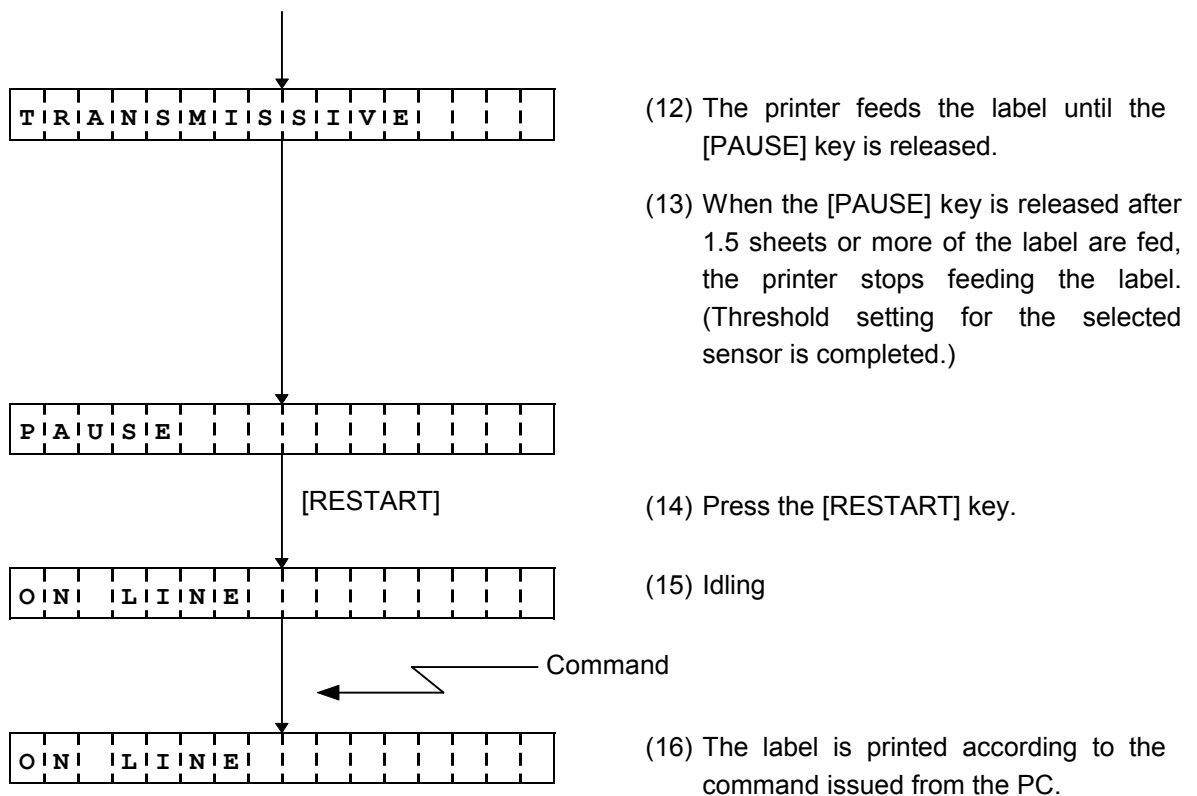 TRANSMISSIVE
(12) The printer feeds the label until the
[PAUSE] key is released.
(13) When the [PAUSE] key is released after
1.5 sheets or more of the label are fed,
the printer stops feeding the label.
(Threshold setting for the selected
sensor is completed.)
PAUSE
[RESTART]
(14) Press the [RESTART] key.
ON LINE
(15) Idling
Command
ON LINE
(16) The label is printed according to the
command issued from the PC.